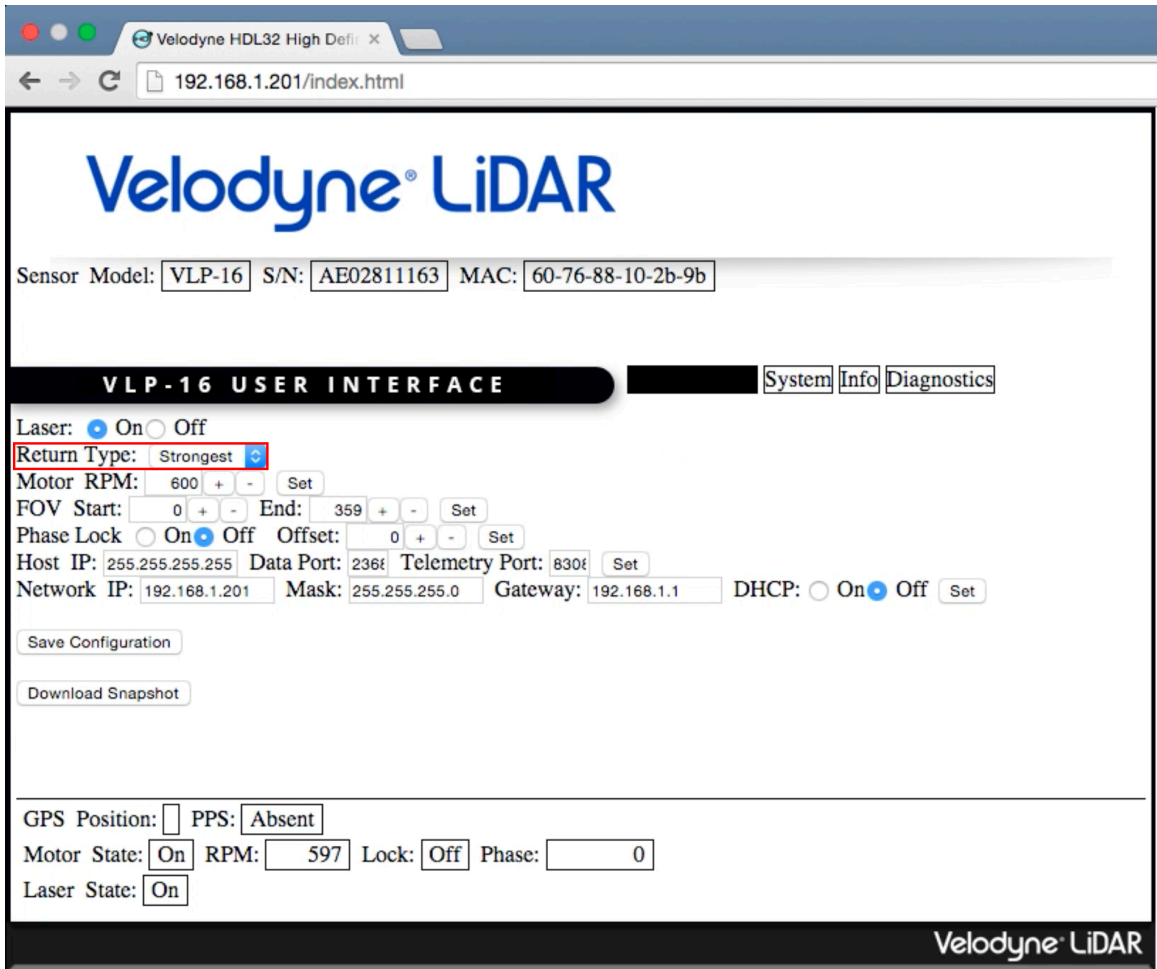 Velodyne HDL32 High Defi
192.168.1.201/index.html
Velodyne® LiDAR
Sensor Model: VLP-16 S/N: AE02811163 MAC: 60-76-88-10-2b-9b
VLP-16 USER INTERFACE System Info Diagnostics
Laser: On Off
Return Type: Strongest
Motor RPM: 600 + - Set
FOV Start: 0 + - End: 359 + - Set
Phase Lock On Off Offset: 0 + - Set
Host IP: 255.255.255.255 Data Port: 2368 Telemetry Port: 8308 Set
Network IP: 192.168.1.201 Mask: 255.255.255.0 Gateway: 192.168.1.1 DHCP: On Off Set
Save Configuration
Download Snapshot
GPS Position: PPS: Absent
Motor State: On RPM: 597 Lock: Off Phase: 0
Laser State: On
Velodyne® LiDAR